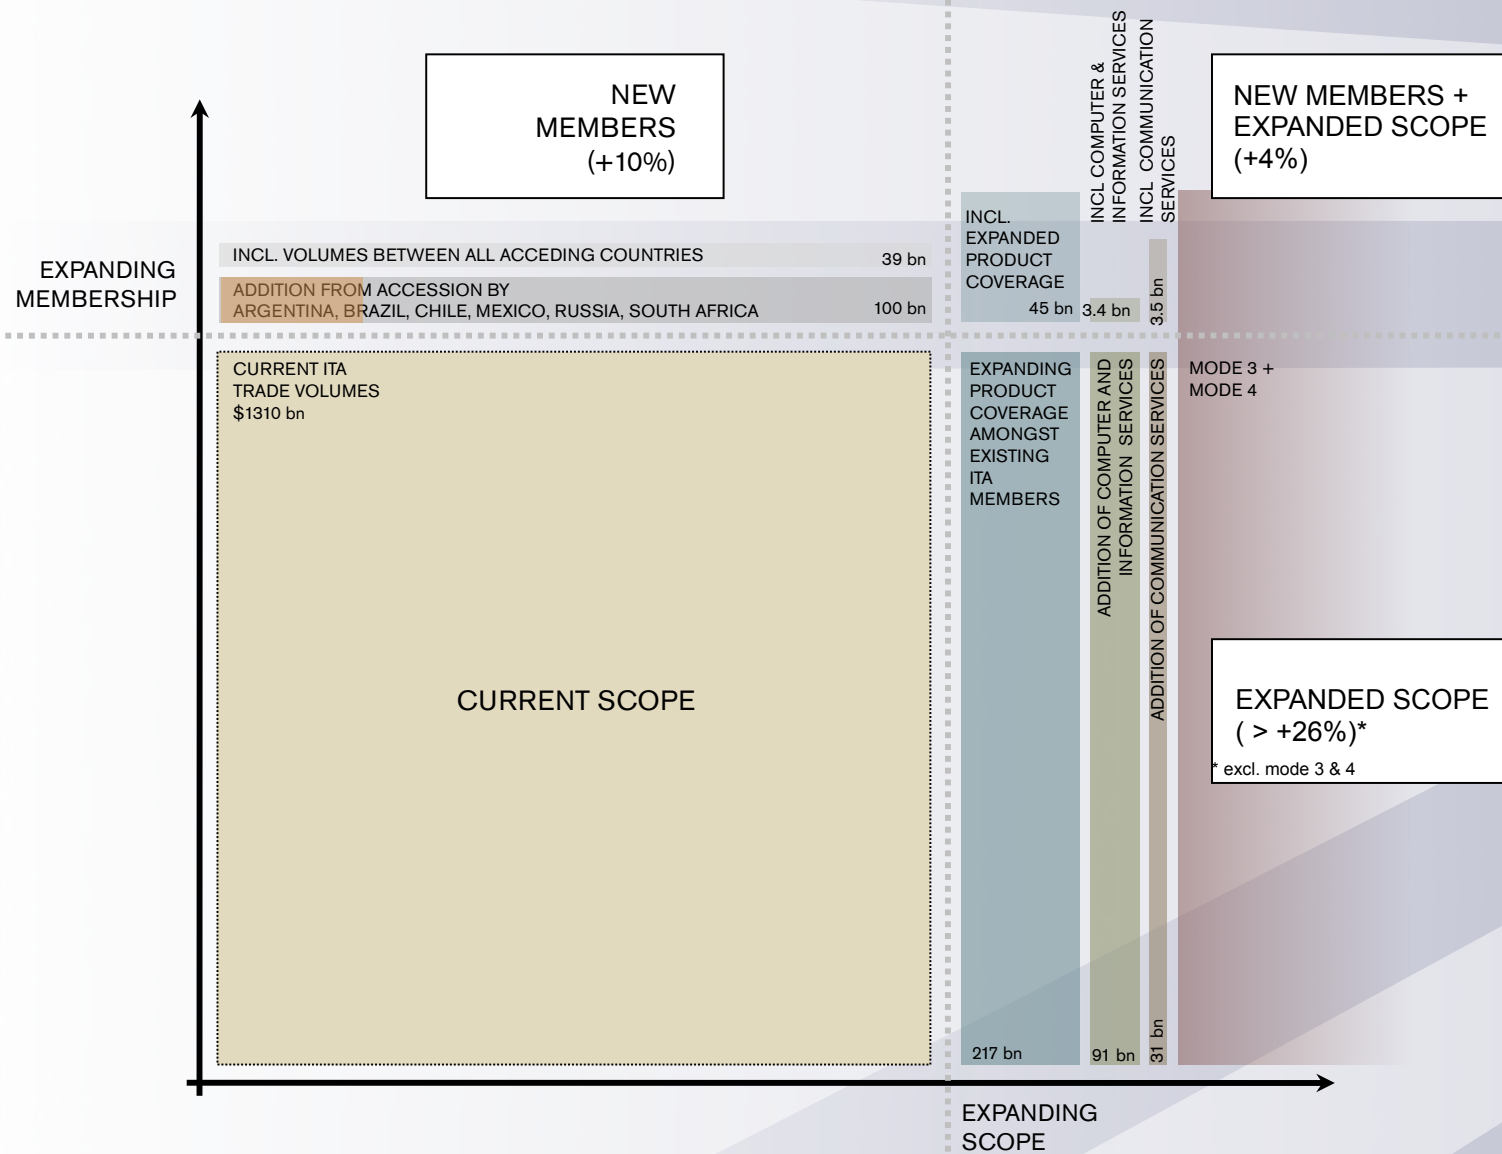 NEW
MEMBERS
(+10%)
INCL COMPUTER &
INFORMATION SERVICES
INCL  COMMUNICATION
SERVICES
NEW MEMBERS +
EXPANDED SCOPE
(+4%)
EXPANDING
MEMBERSHIP
INCL. VOLUMES BETWEEN ALL ACCEDING COUNTRIES
39 bn
ADDITION FROM ACCESSION BY
ARGENTINA, BRAZIL, CHILE, MEXICO, RUSSIA, SOUTH AFRICA
100 bn
INCL.
EXPANDED
PRODUCT
COVERAGE
45 bn
3.4 bn
3.5 bn
CURRENT ITA
TRADE VOLUMES
$1310 bn
CURRENT SCOPE
EXPANDING
PRODUCT
COVERAGE
AMONGST
EXISTING
ITA
MEMBERS
217 bn
ADDITION OF COMPUTER AND
INFORMATION  SERVICES
91 bn
ADDITION OF COMMUNICATION SERVICES
31 bn
MODE 3 +
MODE 4
EXPANDED SCOPE
( > +26%)*
* excl. mode 3 & 4
EXPANDING
SCOPE